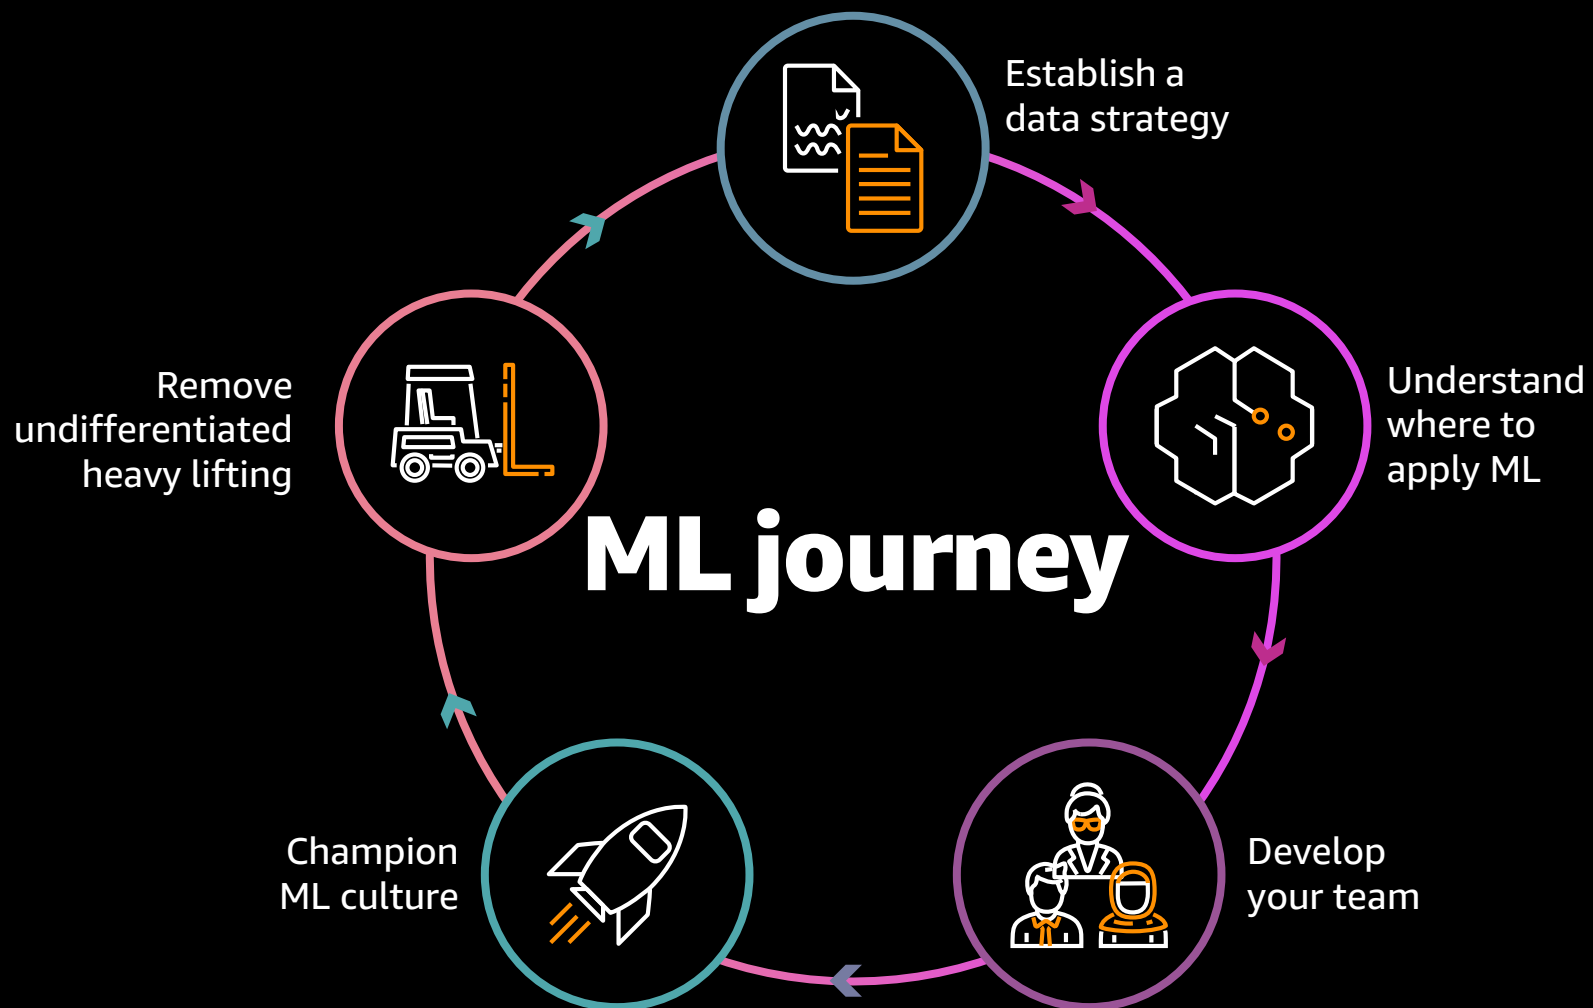 Establish a
data strategy
Understand
where to
apply ML
Develop
your team
Champion
ML culture
Remove
undifferentiated
heavy lifting
ML journey